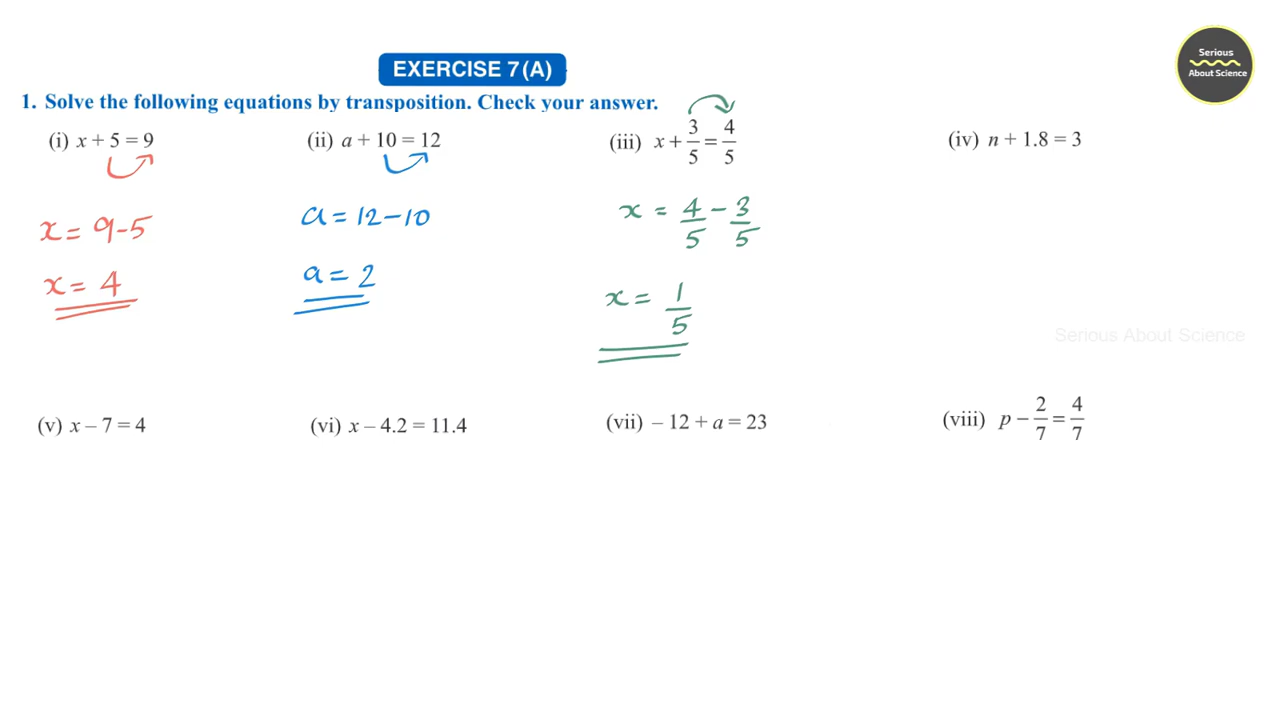 Serious
About Science
EXERCISE 7(A)
1. Solve the following equations by transposition. Check your answer.
(i) x + 5 = 9
(ii) a + 10 = 12
(iii) x + 3/5 = 4/5
(iv) n + 1.8 = 3
x = 9 - 5
a = 12 - 10
x = 4/5 - 3/5
x = 4
a = 2
x = 1/5
Serious About Science
(v) x – 7 = 4
(vi) x – 4.2 = 11.4
(vii) – 12 + a = 23
(viii) p – 2/7 = 4/7